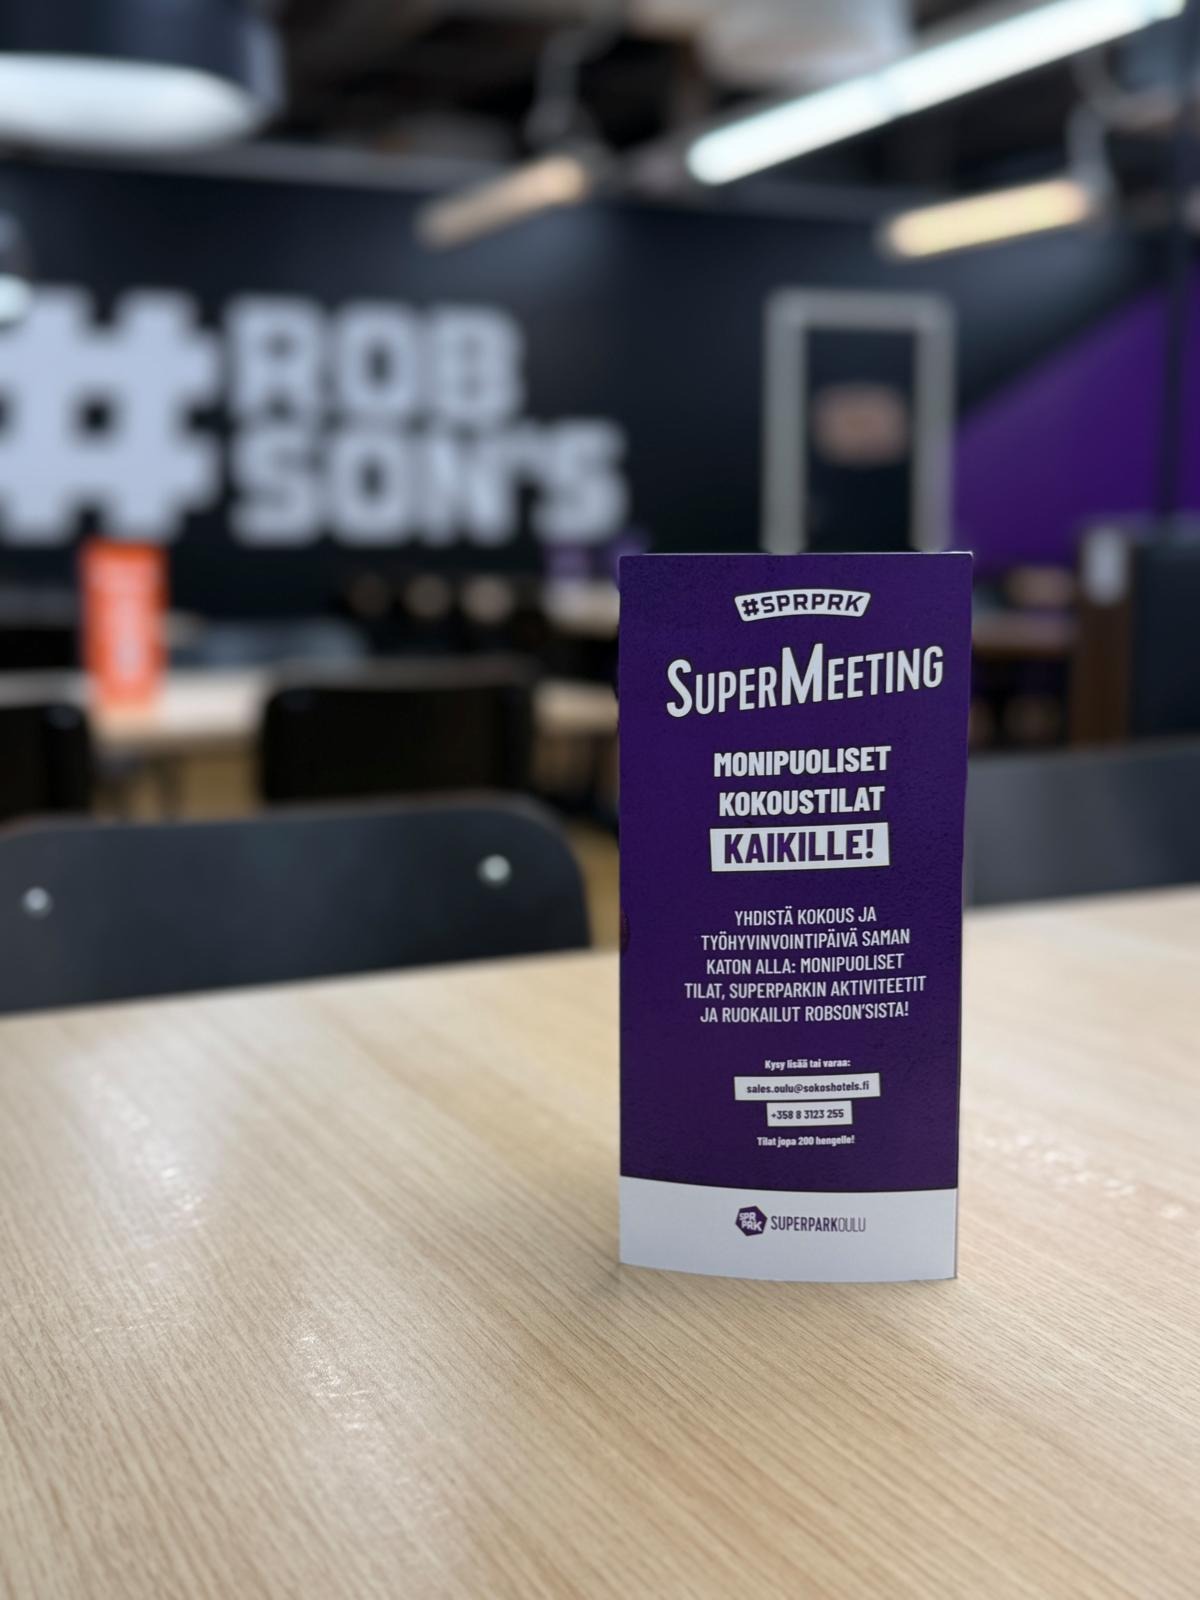 #ROB
SON'S
#SPRPRK
SUPERMEETING
MONIPUOLISET
KOKOUSTILAT
KAIKILLE!
YHDISTÄ KOKOUS JA
TYÖHYVINVOINTIPÄIVÄ SAMAN
KATON ALLA: MONIPUOLISET
TILAT, SUPERPARKIN AKTIVITEETIT
JA RUOKAILUT ROBSON'SISTA!
Kysy lisää tai varaa:
sales.oulu@sokoshotels.fi
+358 8 3123 255
Tilat jopa 200 hengelle!
SPR
PRK
SUPERPARKOULU